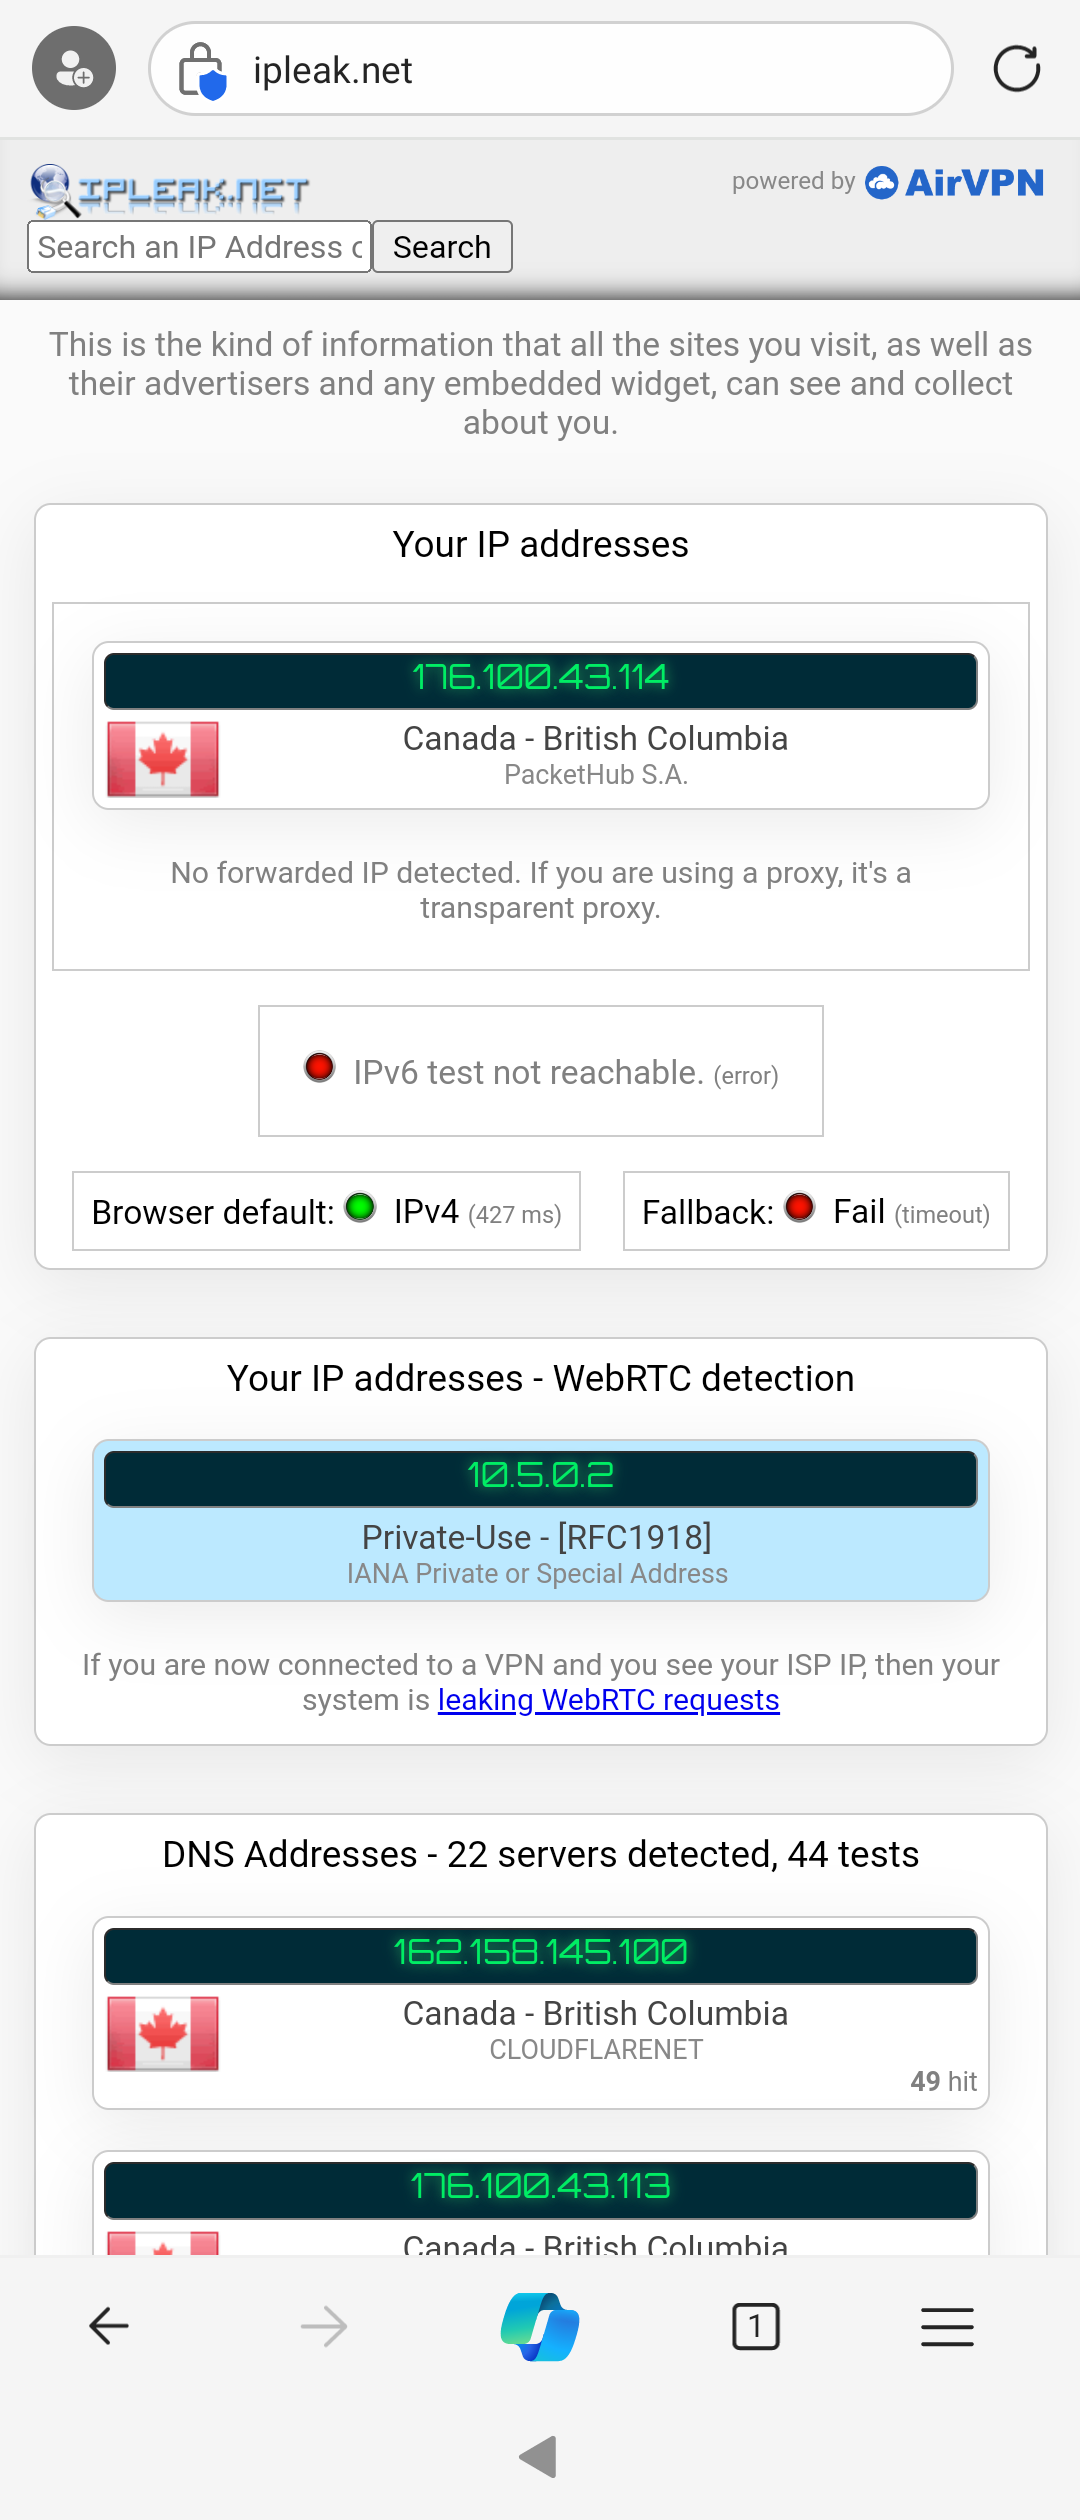 ipleak.net
IPLEAK.NET
powered by AirVPN
Search an IP Address o
Search
This is the kind of information that all the sites you visit, as well as
their advertisers and any embedded widget, can see and collect
about you.
Your IP addresses
176.100.43.114
Canada - British Columbia
PacketHub S.A.
No forwarded IP detected. If you are using a proxy, it's a
transparent proxy.
IPv6 test not reachable. (error)
Browser default: IPv4 (427 ms)
Fallback: Fail (timeout)
Your IP addresses - WebRTC detection
10.5.0.2
Private-Use - [RFC1918]
IANA Private or Special Address
If you are now connected to a VPN and you see your ISP IP, then your
system is leaking WebRTC requests
DNS Addresses - 22 servers detected, 44 tests
162.158.145.100
Canada - British Columbia
CLOUDFLARENET
49 hit
176.100.43.113
Canada - British Columbia
1